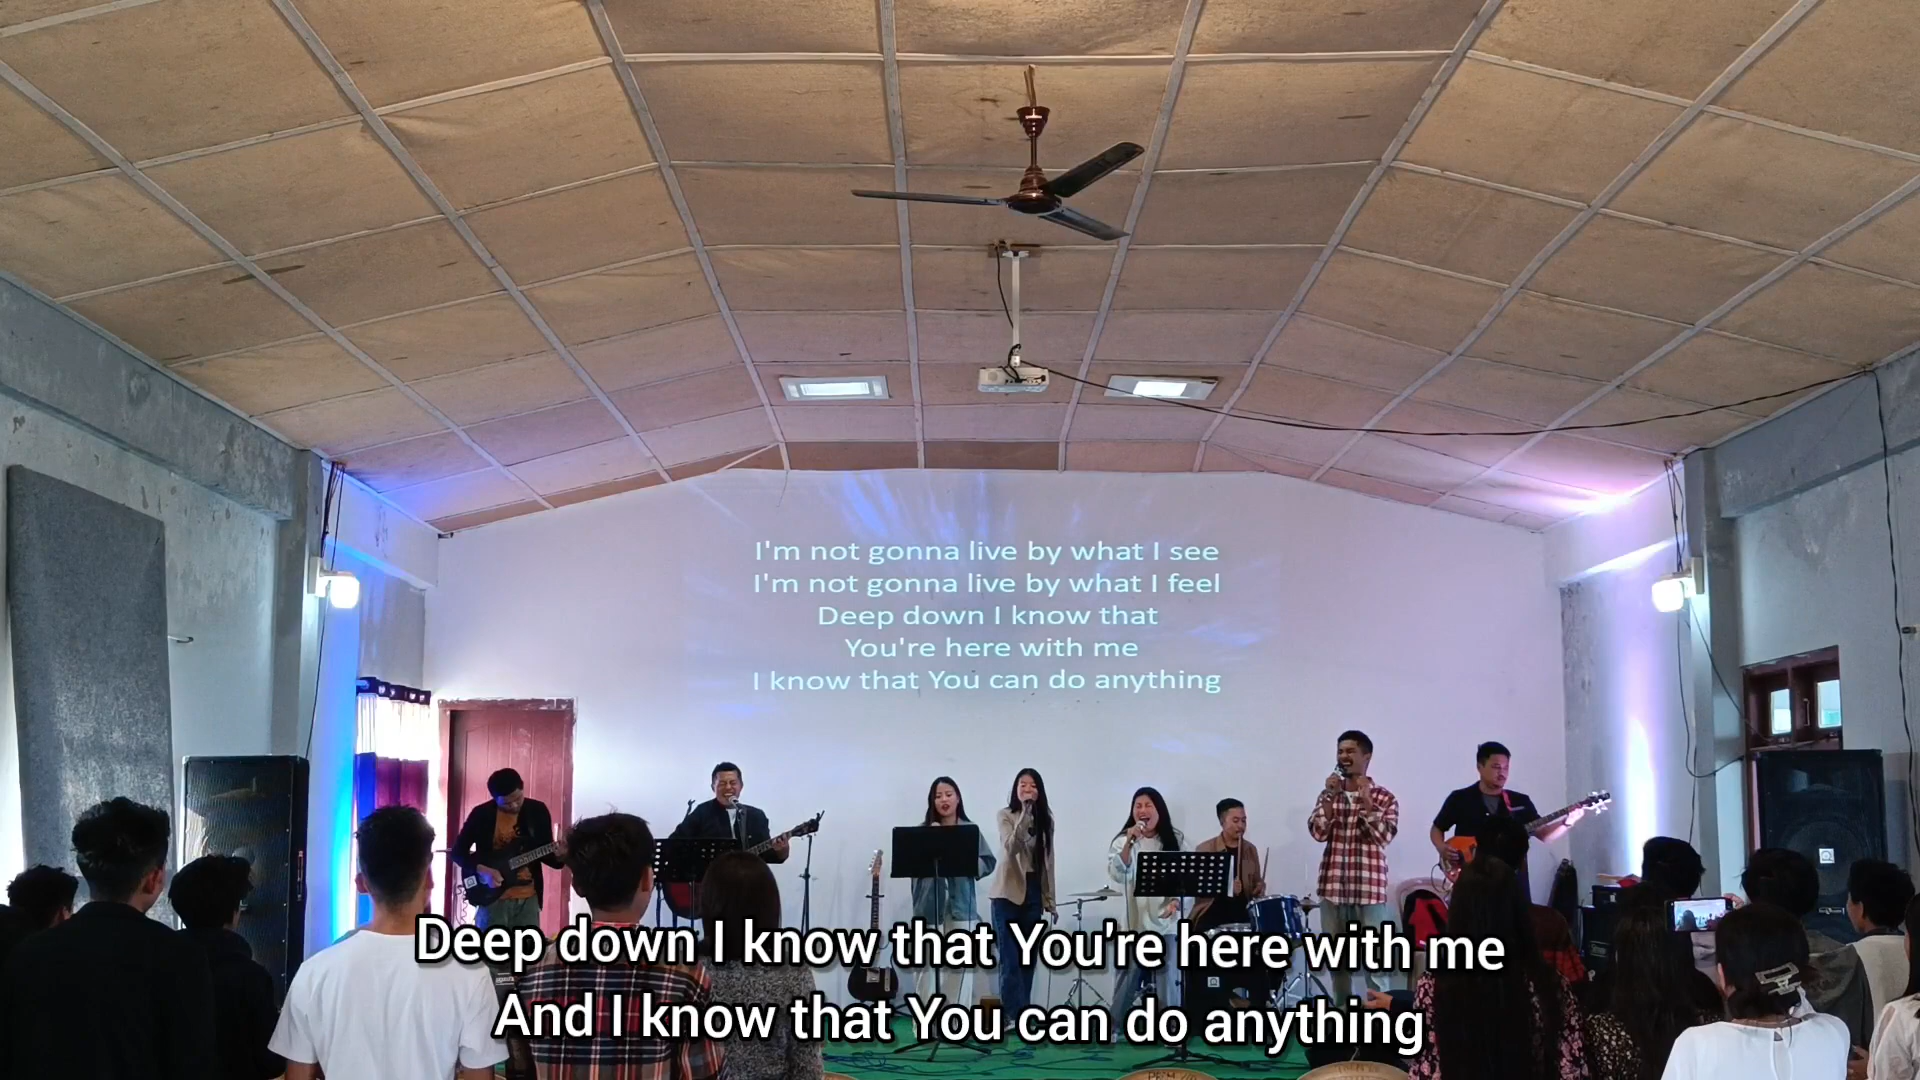 I'm not gonna live by what I see
I'm not gonna live by what I feel
Deep down I know that
You're here with me
I know that You can do anything
Deep down I know that You're here with me
And I know that You can do anything